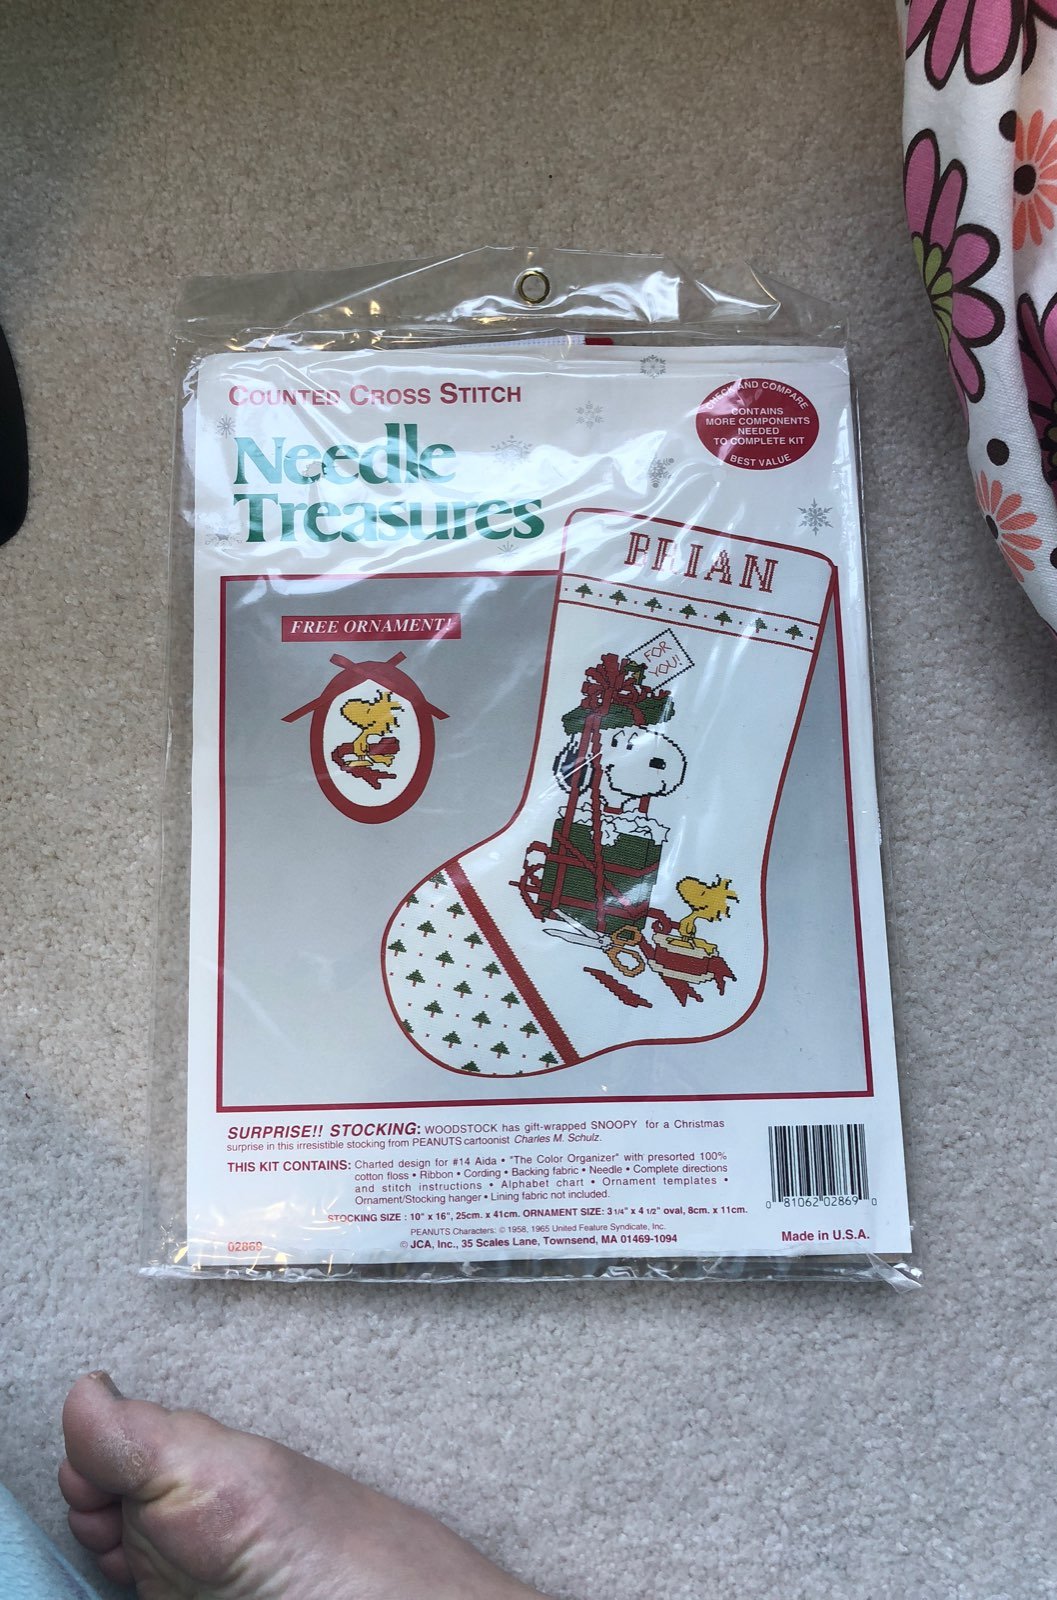 COUNTED CROSS STITCH
Needle
Treasures
CHECK AND COMPARE
CONTAINS
MORE COMPONENTS
NEEDED
TO COMPLETE KIT
BEST VALUE
BRIAN
FREE ORNAMENT!
FOR
YOU!
SURPRISE!! STOCKING: WOODSTOCK has gift-wrapped SNOOPY for a Christmas
surprise in this irresistible stocking from PEANUTS cartoonist Charles M. Schulz.
THIS KIT CONTAINS: Charted design for #14 Aida • "The Color Organizer" with presorted 100%
cotton floss • Ribbon • Cording • Backing fabric • Needle • Complete directions
and stitch instructions • Alphabet chart • Ornament templates •
Ornament/Stocking hanger • Lining fabric not included.
STOCKING SIZE : 10" x 16", 25cm. x 41cm. ORNAMENT SIZE: 3 1/4" x 4 1/2" oval, 8cm. x 11cm.
PEANUTS Characters: © 1958, 1965 United Feature Syndicate, Inc.
© JCA, Inc., 35 Scales Lane, Townsend, MA 01469-1094
02869
0 81062 02869 0
Made in U.S.A.